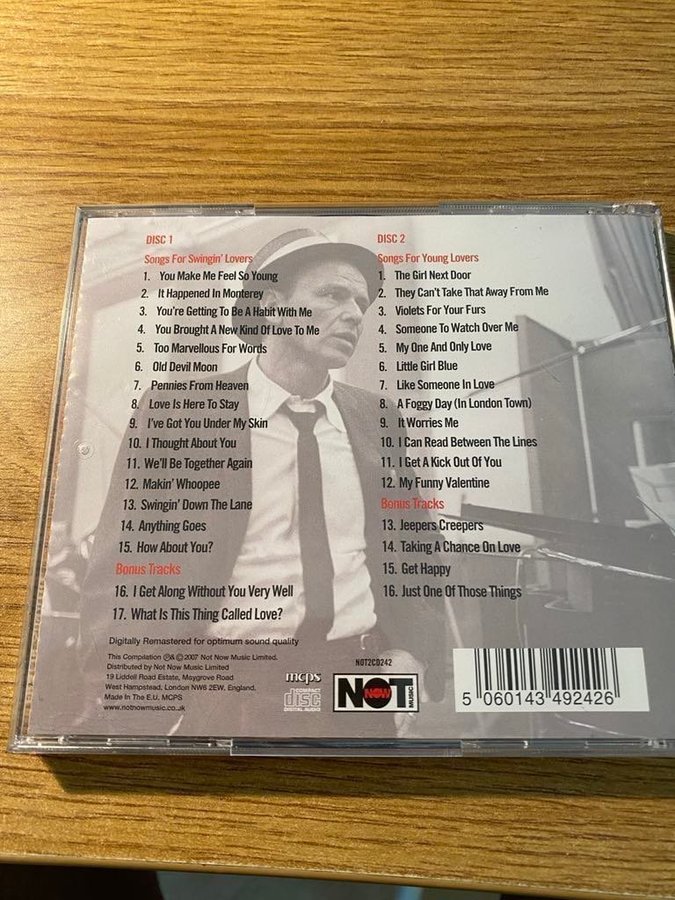 DISC 1
Songs For Swingin' Lovers
1. You Make Me Feel So Young
2. It Happened In Monterey
3. You're Getting To Be A Habit With Me
4. You Brought A New Kind Of Love To Me
5. Too Marvellous For Words
6. Old Devil Moon
7. Pennies From Heaven
8. Love Is Here To Stay
9. I've Got You Under My Skin
10. I Thought About You
11. We'll Be Together Again
12. Makin' Whoopee
13. Swingin' Down The Lane
14. Anything Goes
15. How About You?
Bonus Tracks
16. I Get Along Without You Very Well
17. What Is This Thing Called Love?
DISC 2
Songs For Young Lovers
1. The Girl Next Door
2. They Can't Take That Away From Me
3. Violets For Your Furs
4. Someone To Watch Over Me
5. My One And Only Love
6. Little Girl Blue
7. Like Someone In Love
8. A Foggy Day (In London Town)
9. It Worries Me
10. I Can Read Between The Lines
11. I Get A Kick Out Of You
12. My Funny Valentine
Bonus Tracks
13. Jeepers Creepers
14. Taking A Chance On Love
15. Get Happy
16. Just One Of Those Things
Digitally Remastered for optimum sound quality
This Compilation ℗&© 2007 Not Now Music Limited.
Distributed by Not Now Music Limited
19 Liddell Road Estate, Maygrove Road
West Hampstead, London NW6 2EW, England.
Made In The E.U. MCPS
www.notnowmusic.co.uk
mcps
COMPACT
disc
DIGITAL AUDIO
NOT2CD242
NOT NOW MUSIC
5 060143 492426